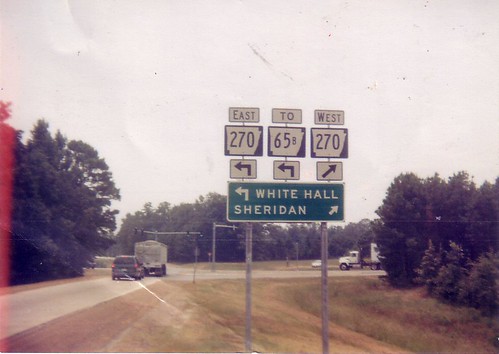 EAST TO WEST
270 65B 270
WHITE HALL
SHERIDAN